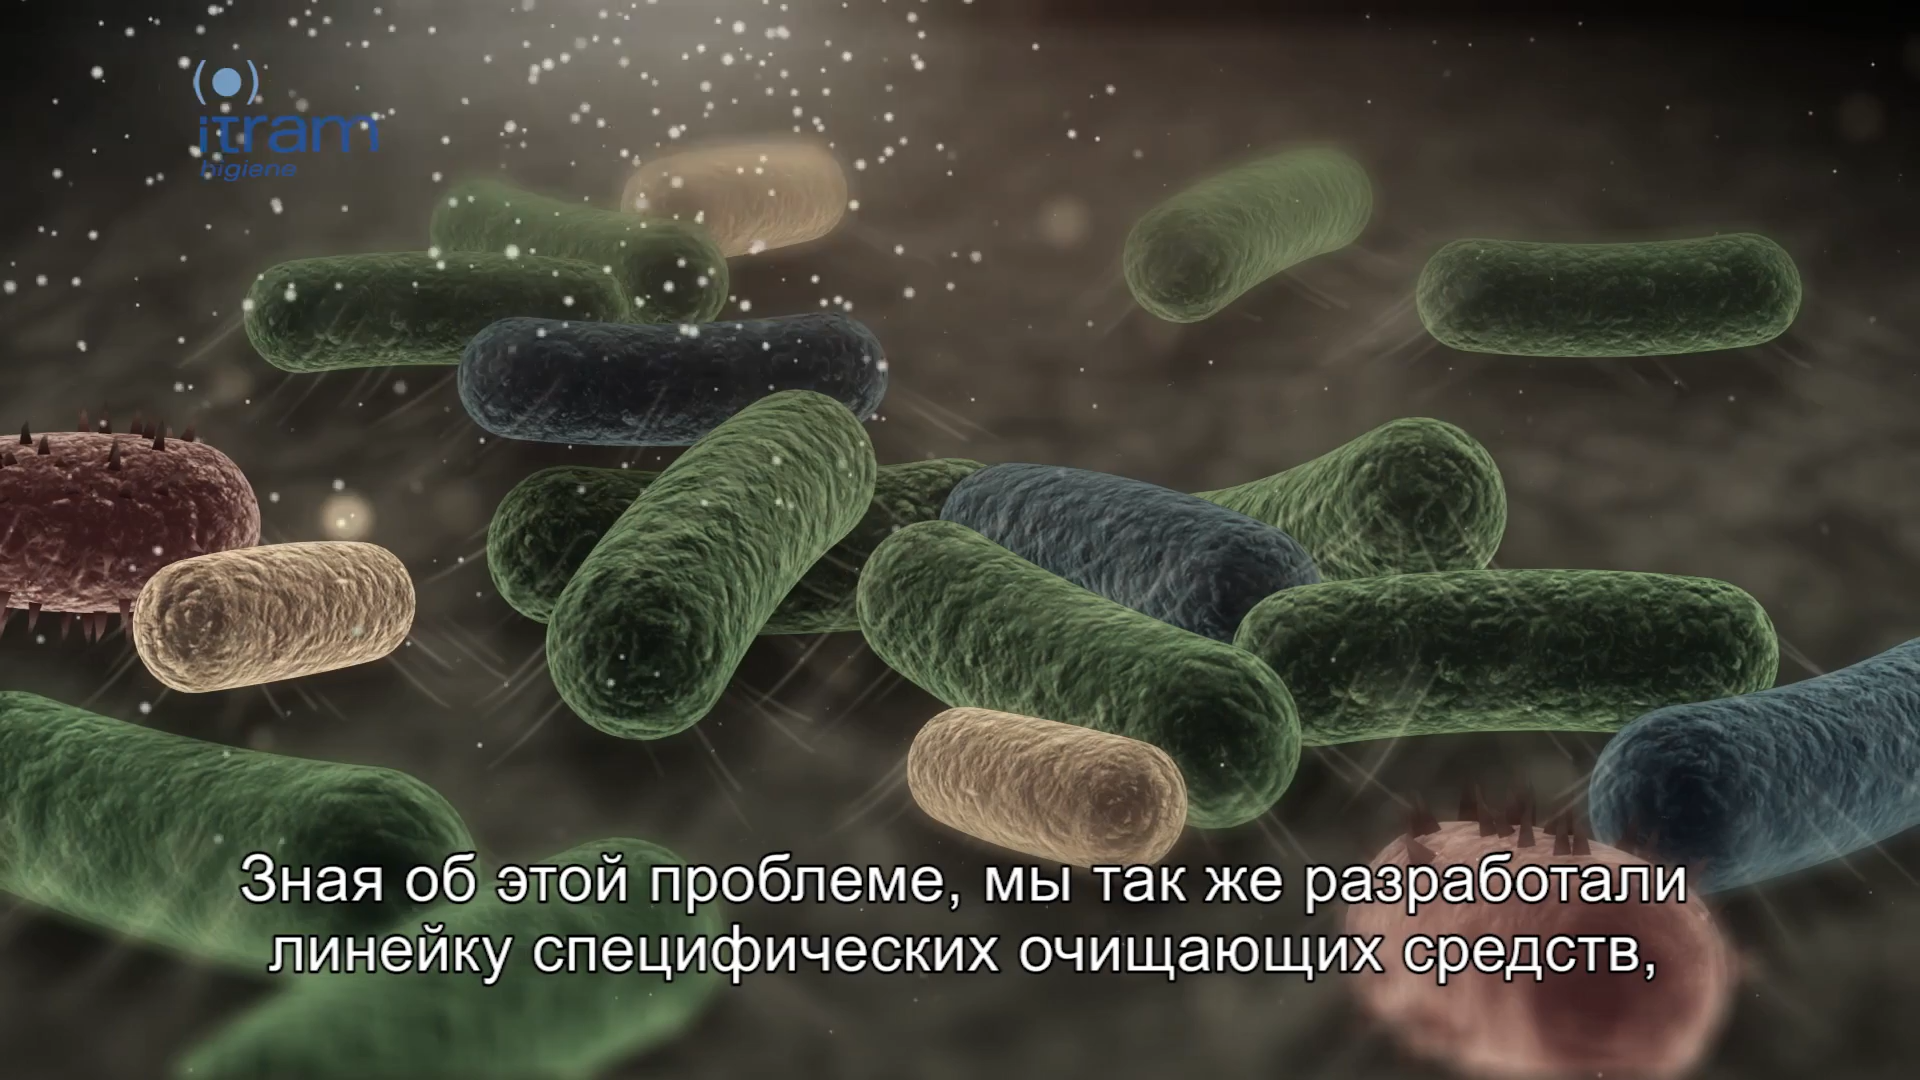 itram
higiene
Зная об этой проблеме, мы так же разработали
линейку специфических очищающих средств,